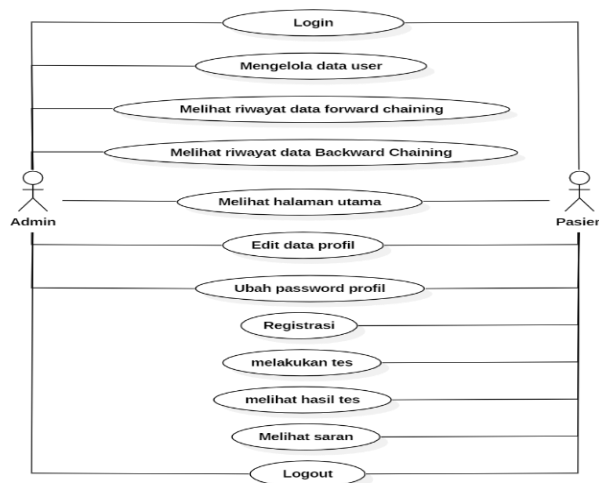 Login
Mengelola data user
Melihat riwayat data forward chaining
Melihat riwayat data Backward Chaining
Melihat halaman utama
Admin
Pasien
Edit data profil
Ubah password profil
Registrasi
melakukan tes
melihat hasil tes
Melihat saran
Logout